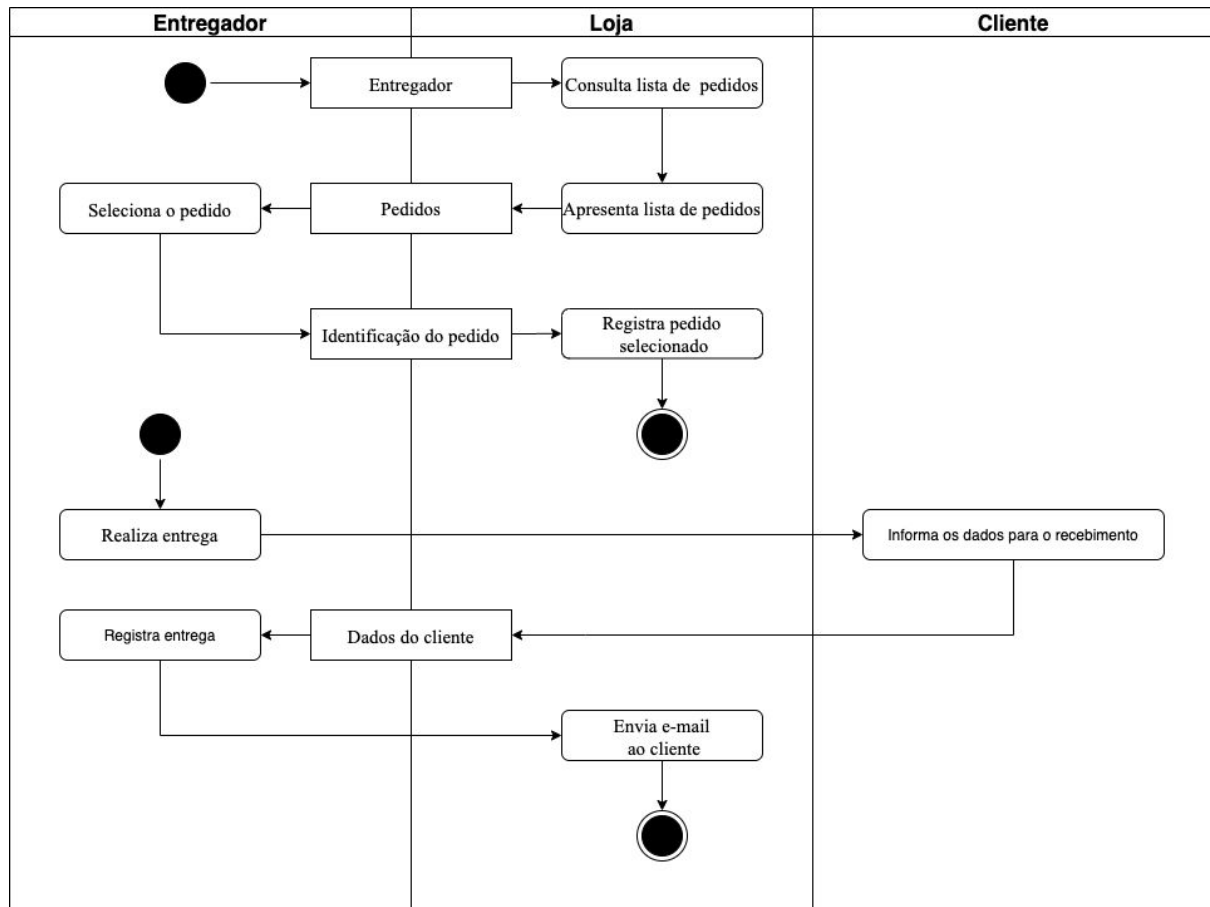 Entregador
Loja
Cliente
Entregador
Consulta lista de pedidos
Seleciona o pedido
Pedidos
Apresenta lista de pedidos
Identificação do pedido
Registra pedido
selecionado
Realiza entrega
Informa os dados para o recebimento
Registra entrega
Dados do cliente
Envia e-mail
ao cliente